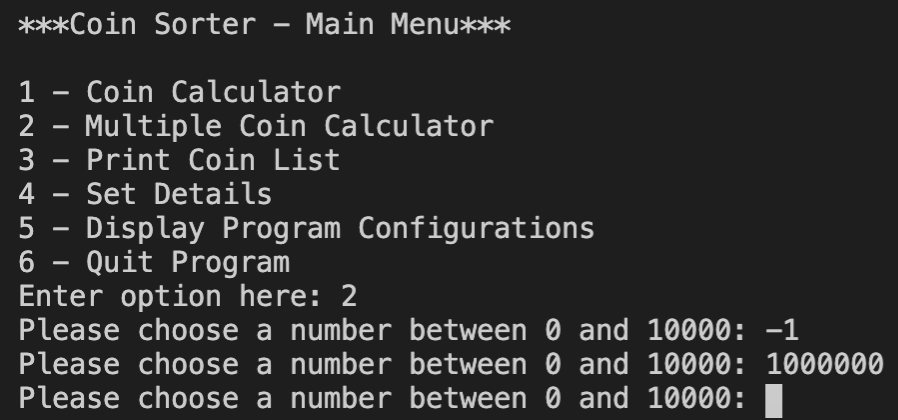 ***Coin Sorter - Main Menu***
1 - Coin Calculator
2 - Multiple Coin Calculator
3 - Print Coin List
4 - Set Details
5 - Display Program Configurations
6 - Quit Program
Enter option here: 2
Please choose a number between 0 and 10000: -1
Please choose a number between 0 and 10000: 1000000
Please choose a number between 0 and 10000: